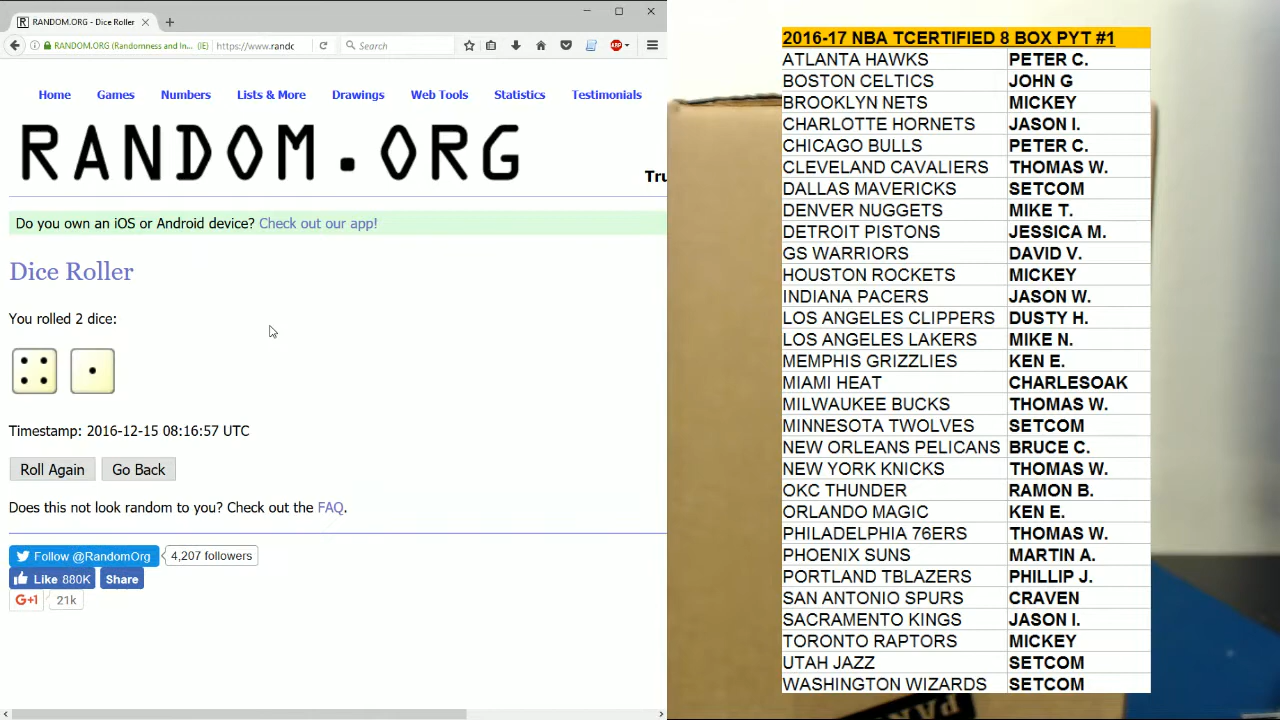 RANDOM.ORG - Dice Roller
RANDOM.ORG (Randomness and In... (IE) https://www.randc Search
Home Games Numbers Lists & More Drawings Web Tools Statistics Testimonials
RANDOM.ORG
Do you own an iOS or Android device? Check out our app!
Dice Roller
You rolled 2 dice:
Timestamp: 2016-12-15 08:16:57 UTC
Roll Again Go Back
Does this not look random to you? Check out the FAQ.
Follow @RandomOrg 4,207 followers
Like 880K Share
G+1 21k
2016-17 NBA TCERTIFIED 8 BOX PYT #1
ATLANTA HAWKS PETER C.
BOSTON CELTICS JOHN G
BROOKLYN NETS MICKEY
CHARLOTTE HORNETS JASON I.
CHICAGO BULLS PETER C.
CLEVELAND CAVALIERS THOMAS W.
DALLAS MAVERICKS SETCOM
DENVER NUGGETS MIKE T.
DETROIT PISTONS JESSICA M.
GS WARRIORS DAVID V.
HOUSTON ROCKETS MICKEY
INDIANA PACERS JASON W.
LOS ANGELES CLIPPERS DUSTY H.
LOS ANGELES LAKERS MIKE N.
MEMPHIS GRIZZLIES KEN E.
MIAMI HEAT CHARLESOAK
MILWAUKEE BUCKS THOMAS W.
MINNESOTA TWOLVES SETCOM
NEW ORLEANS PELICANS BRUCE C.
NEW YORK KNICKS THOMAS W.
OKC THUNDER RAMON B.
ORLANDO MAGIC KEN E.
PHILADELPHIA 76ERS THOMAS W.
PHOENIX SUNS MARTIN A.
PORTLAND TBLAZERS PHILLIP J.
SAN ANTONIO SPURS CRAVEN
SACRAMENTO KINGS JASON I.
TORONTO RAPTORS MICKEY
UTAH JAZZ SETCOM
WASHINGTON WIZARDS SETCOM